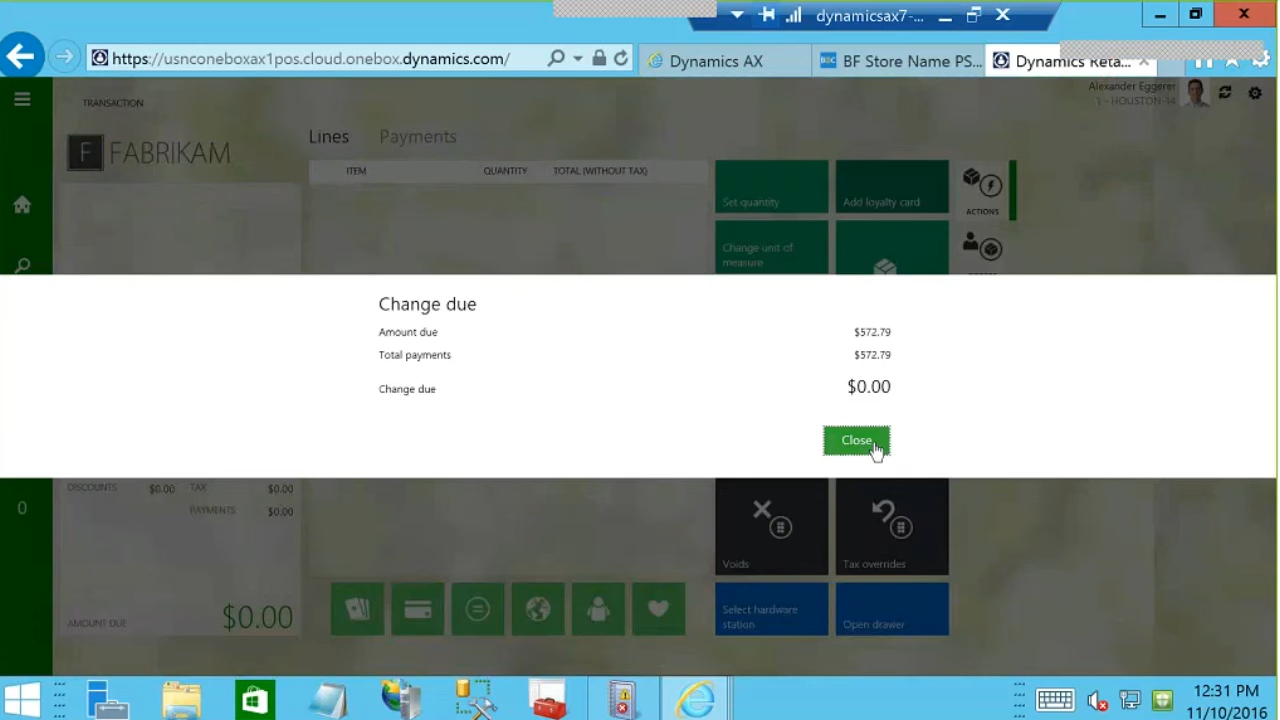 dynamicsax7-...
https://usnconeboxax1pos.cloud.onebox.dynamics.com/
Dynamics AX
BF Store Name PS...
Dynamics Reta...
TRANSACTION
Alexander Eggerer
1 - HOUSTON-14
F FABRIKAM
Lines
Payments
ITEM
QUANTITY
TOTAL (WITHOUT TAX)
Set quantity
Add loyalty card
ACTIONS
Change unit of
measure
Change due
Amount due
$572.79
Total payments
$572.79
Change due
$0.00
Close
0
DISCOUNTS
$0.00
TAX
$0.00
PAYMENTS
$0.00
Voids
Tax overrides
AMOUNT DUE
$0.00
Select hardware
station
Open drawer
12:31 PM
11/10/2016